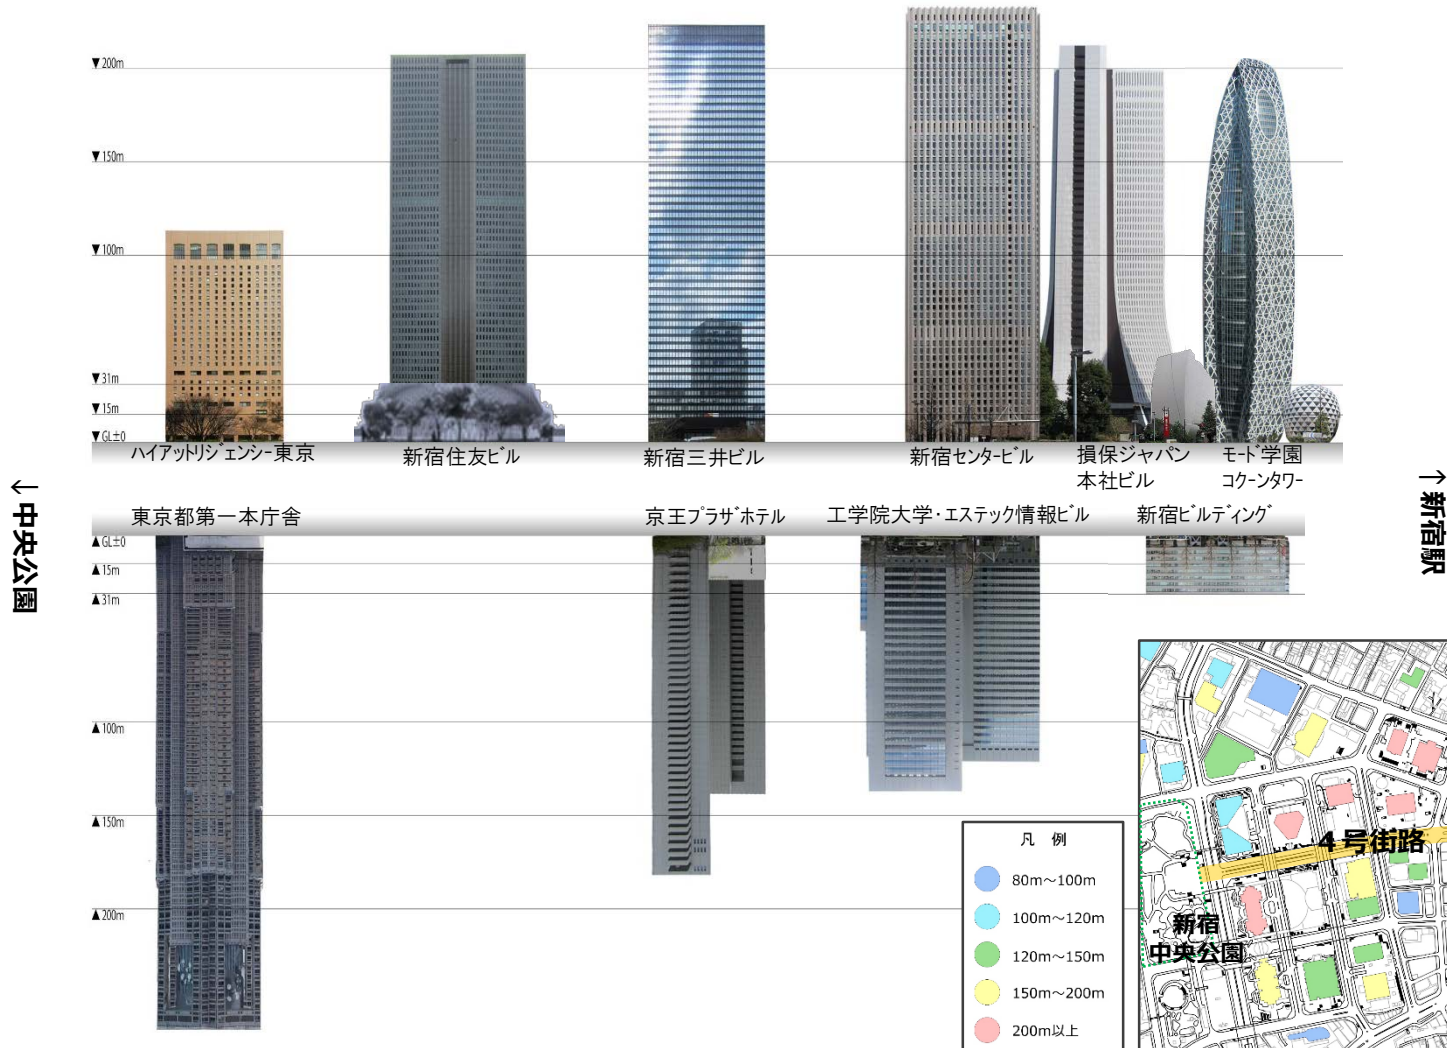 ▼200m
▼150m
▼100m
▼31m
▼15m
▼GL±0
ハイアットリジェンシー東京
新宿住友ビル
新宿三井ビル
新宿センタービル
損保ジャパン
本社ビル
モード学園
コクーンタワー
←中央公園
→新宿駅
東京都第一本庁舎
京王プラザホテル
工学院大学・エステック情報ビル
新宿ビルディング
▲GL±0
▲15m
▲31m
▲100m
▲150m
▲200m
凡 例
80m～100m
100m～120m
120m～150m
150m～200m
200m以上
4号街路
新宿
中央公園